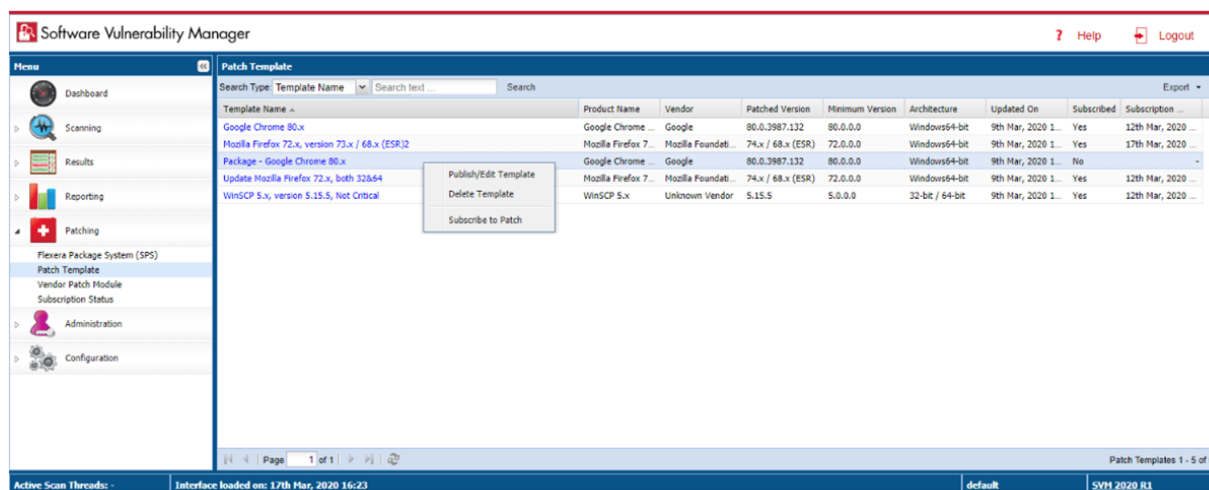 Software Vulnerability Manager
? Help Logout
Menu
Patch Template
Dashboard
Scanning
Results
Reporting
Patching
Flexera Package System (SPS)
Patch Template
Vendor Patch Module
Subscription Status
Administration
Configuration
Search Type: Template Name Search text ... Search Export
Template Name Product Name Vendor Patched Version Minimum Version Architecture Updated On Subscribed Subscription ...
Google Chrome 80.x Google Chrome ... Google 80.0.3987.132 80.0.0.0 Windows64-bit 9th Mar, 2020 1... Yes 12th Mar, 2020 ...
Mozilla Firefox 72.x, version 73.x / 68.x (ESR)2 Mozilla Firefox 7... Mozilla Foundati... 74.x / 68.x (ESR) 72.0.0.0 Windows64-bit 9th Mar, 2020 1... Yes 17th Mar, 2020 ...
Package - Google Chrome 80.x Google Chrome ... Google 80.0.3987.132 80.0.0.0 Windows64-bit 9th Mar, 2020 1... No -
Update Mozilla Firefox 72.x, both 32&64 Mozilla Firefox 7... Mozilla Foundati... 74.x / 68.x (ESR) 72.0.0.0 Windows64-bit 9th Mar, 2020 1... Yes 12th Mar, 2020 ...
WinSCP 5.x, version 5.15.5, Not Critical WinSCP 5.x Unknown Vendor 5.15.5 5.0.0.0 32-bit / 64-bit 9th Mar, 2020 1... Yes 12th Mar, 2020 ...
Publish/Edit Template
Delete Template
Subscribe to Patch
Page 1 of 1 Patch Templates 1 - 5 of
Active Scan Threads: - Interface loaded on: 17th Mar, 2020 16:23 default SVM 2020 R1